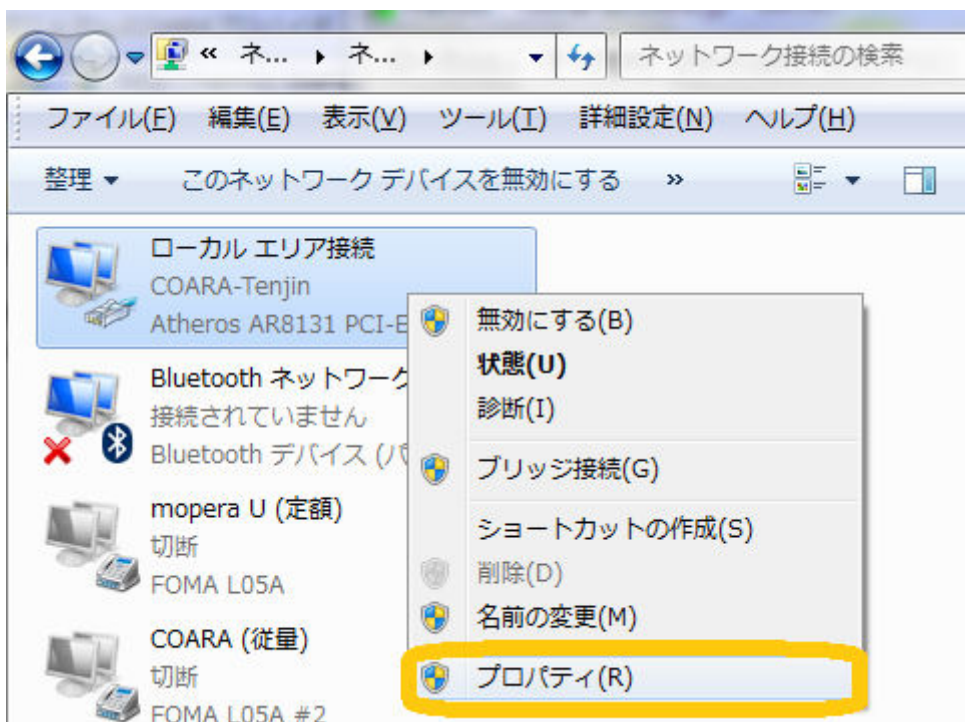 « ネ... ネ... ネットワーク接続の検索
ファイル(F) 編集(E) 表示(V) ツール(T) 詳細設定(N) ヘルプ(H)
整理 このネットワーク デバイスを無効にする »
ローカル エリア接続
COARA-Tenjin
Atheros AR8131 PCI-E
Bluetooth ネットワーク
接続されていません
Bluetooth デバイス (パ
mopera U (定額)
切断
FOMA L05A
COARA (従量)
切断
FOMA L05A #2
無効にする(B)
状態(U)
診断(I)
ブリッジ接続(G)
ショートカットの作成(S)
削除(D)
名前の変更(M)
プロパティ(R)